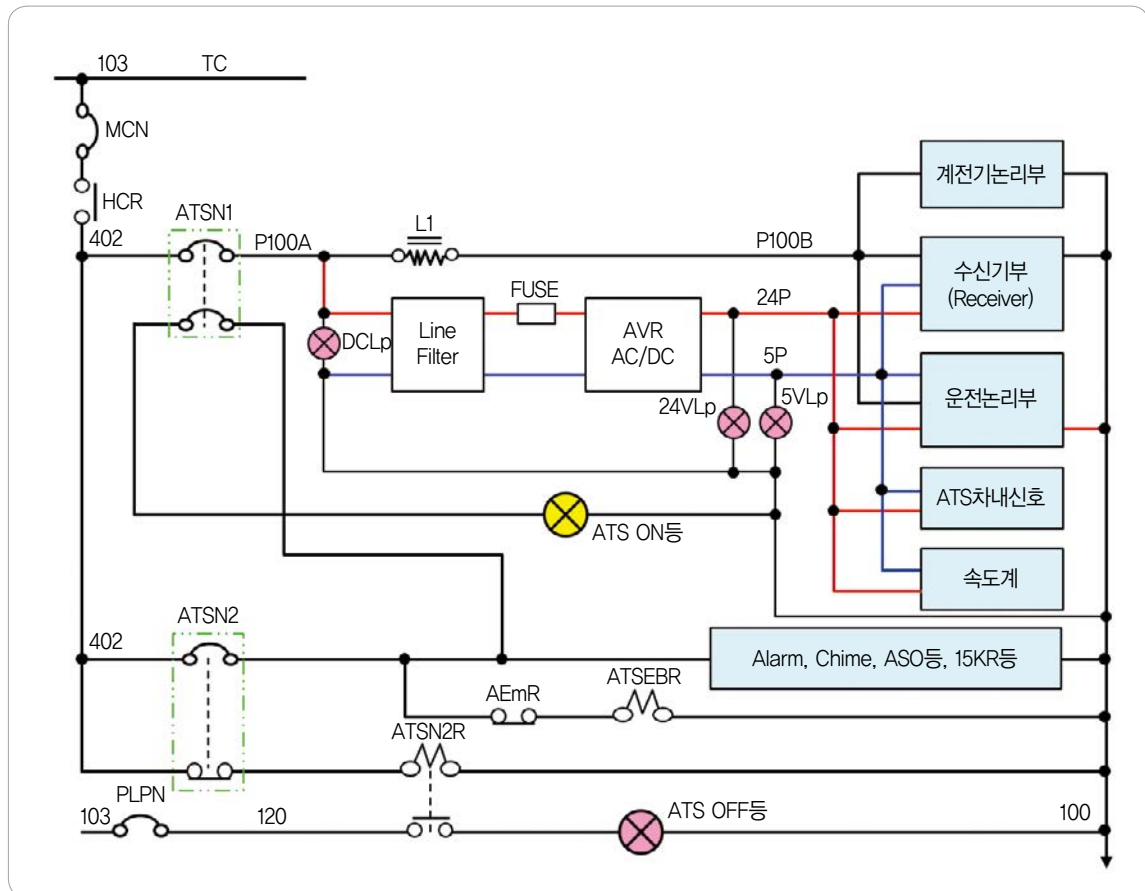 103 TC
MCN
HCR
ATSN1
402
P100A
L1
P100B
계전기논리부
수신기부
(Receiver)
DCLp
Line
Filter
FUSE
AVR
AC/DC
24P
5P
24VLp
5VLp
운전논리부
ATS ON등
ATS차내신호
속도계
ATSN2
402
Alarm, Chime, ASO등, 15KR등
AEmR
ATSEBR
ATSN2R
PLPN
103
120
ATS OFF등
100